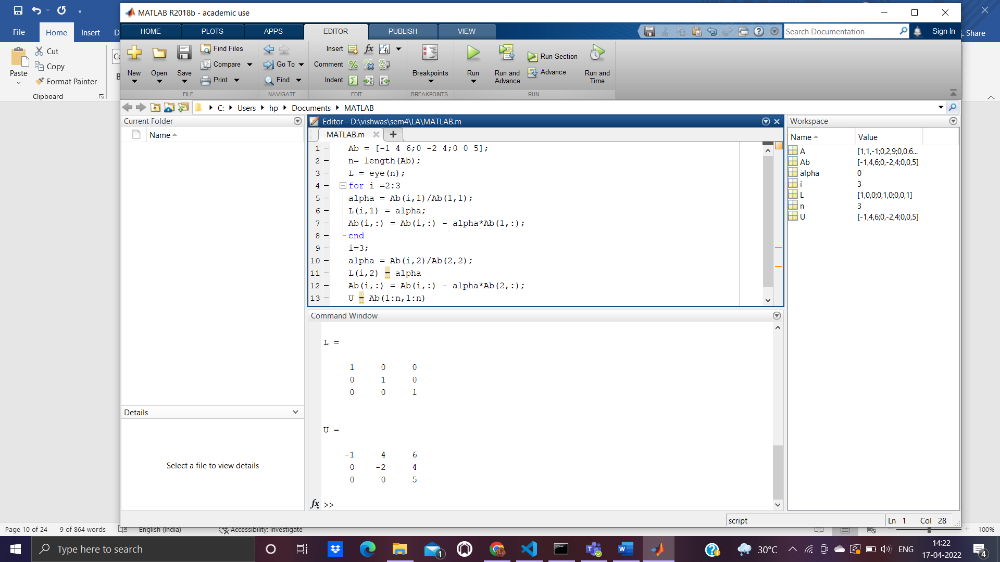 MATLAB R2018b - academic use
File
Home
Insert
D
Share
HOME
PLOTS
APPS
EDITOR
PUBLISH
VIEW
Search Documentation
Sign In
Paste
Cut
Copy
Format Painter
Clipboard
Co
B
New
Open
Save
Find Files
Compare
Print
FILE
Go To
Find
NAVIGATE
Insert
fx
fi
Comment
Indent
EDIT
Breakpoints
BREAKPOINTS
Run
Run and
Advance
Run Section
Advance
Run and
Time
RUN
C:
Users
hp
Documents
MATLAB
Current Folder
Name
Editor - D:\vishwas\sem4\LA\MATLAB.m
MATLAB.m
1 Ab = [-1 4 6;0 -2 4;0 0 5];
2 n= length(Ab);
3 L = eye(n);
4 for i =2:3
5 alpha = Ab(i,1)/Ab(1,1);
6 L(i,1) = alpha;
7 Ab(i,:) = Ab(i,:) - alpha*Ab(1,:);
8 end
9 i=3;
10 alpha = Ab(i,2)/Ab(2,2);
11 L(i,2) = alpha
12 Ab(i,:) = Ab(i,:) - alpha*Ab(2,:);
13 U = Ab(1:n,1:n)
Workspace
Name Value
A [1,1,-1;0,2,9;0,0.6...
Ab [-1,4,6;0,-2,4;0,0,5]
alpha 0
i 3
L [1,0,0;0,1,0;0,0,1]
n 3
U [-1,4,6;0,-2,4;0,0,5]
Command Window
L =
1 0 0
0 1 0
0 0 1
U =
-1 4 6
0 -2 4
0 0 5
fx >>
Details
Select a file to view details
script
Ln 1 Col 28
Page 10 of 24
9 of 864 words
English (India)
Accessibility: Investigate
100%
Type here to search
1
30°C
ENG
14:22
17-04-2022
4